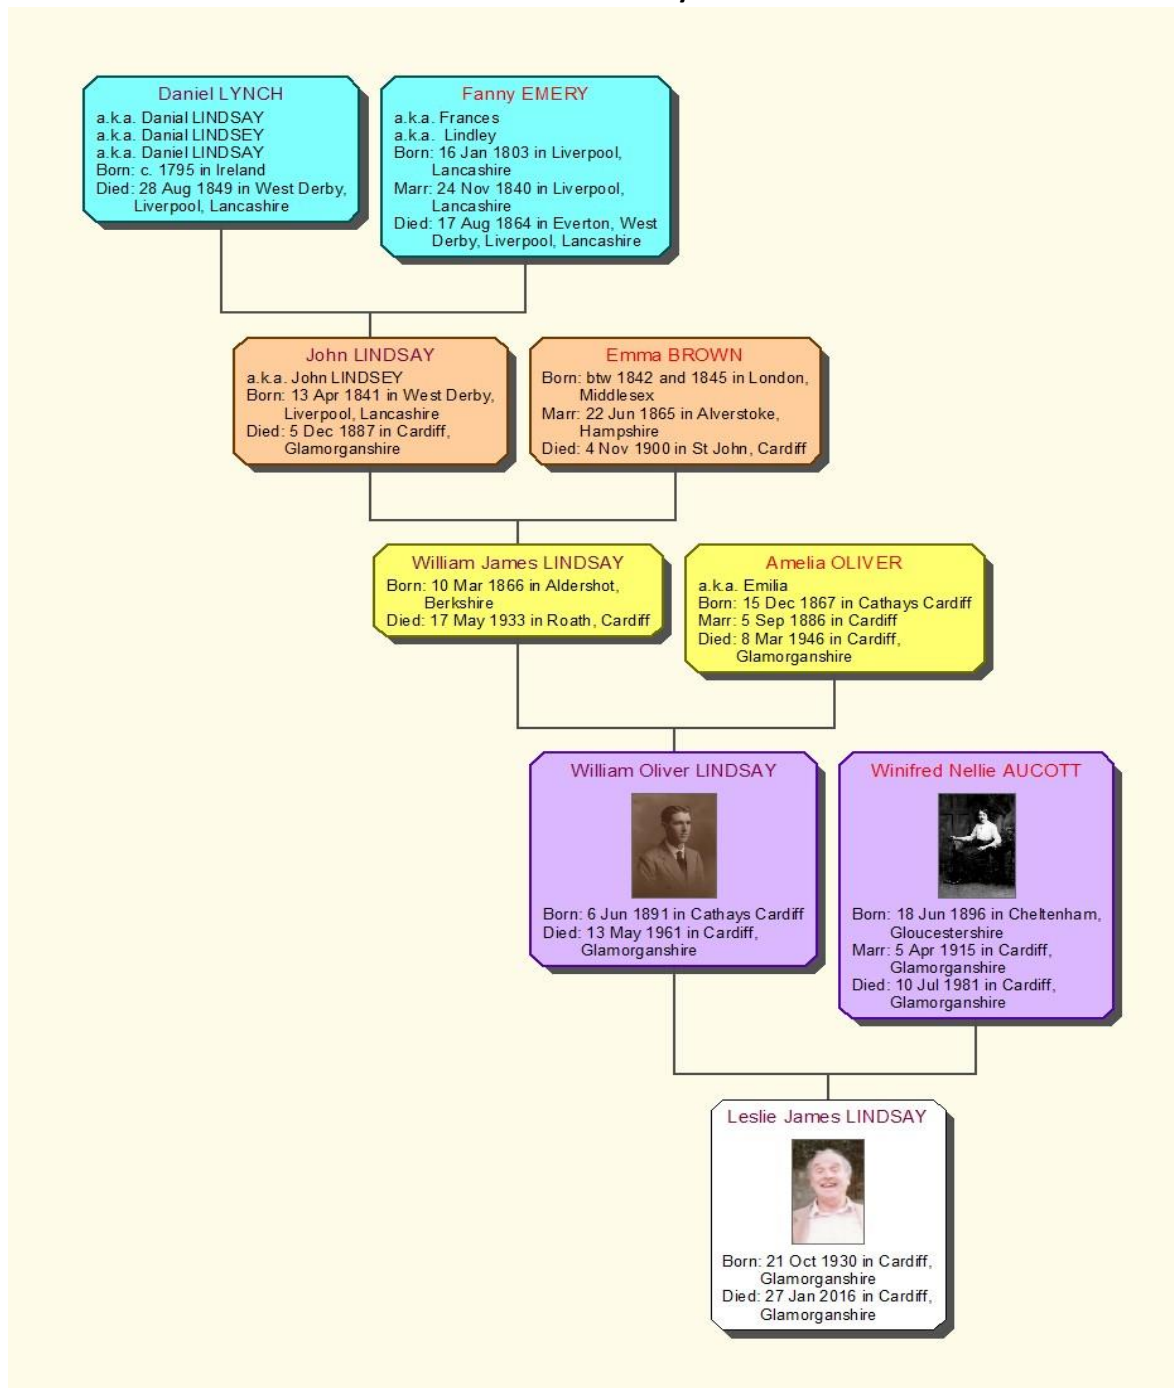 Daniel LYNCH
a.k.a. Danial LINDSAY
a.k.a. Danial LINDSEY
a.k.a. Daniel LINDSAY
Born: c. 1795 in Ireland
Died: 28 Aug 1849 in West Derby,
Liverpool, Lancashire
Fanny EMERY
a.k.a. Frances
a.k.a. Lindley
Born: 16 Jan 1803 in Liverpool,
Lancashire
Marr: 24 Nov 1840 in Liverpool,
Lancashire
Died: 17 Aug 1864 in Everton, West
Derby, Liverpool, Lancashire
John LINDSAY
a.k.a. John LINDSEY
Born: 13 Apr 1841 in West Derby,
Liverpool, Lancashire
Died: 5 Dec 1887 in Cardiff,
Glamorganshire
Emma BROWN
Born: btw 1842 and 1845 in London,
Middlesex
Marr: 22 Jun 1865 in Alverstoke,
Hampshire
Died: 4 Nov 1900 in St John, Cardiff
William James LINDSAY
Born: 10 Mar 1866 in Aldershot,
Berkshire
Died: 17 May 1933 in Roath, Cardiff
Amelia OLIVER
a.k.a. Emilia
Born: 15 Dec 1867 in Cathays Cardiff
Marr: 5 Sep 1886 in Cardiff
Died: 8 Mar 1946 in Cardiff,
Glamorganshire
William Oliver LINDSAY
Born: 6 Jun 1891 in Cathays Cardiff
Died: 13 May 1961 in Cardiff,
Glamorganshire
Winifred Nellie AUCOTT
Born: 18 Jun 1896 in Cheltenham,
Gloucestershire
Marr: 5 Apr 1915 in Cardiff,
Glamorganshire
Died: 10 Jul 1981 in Cardiff,
Glamorganshire
Leslie James LINDSAY
Born: 21 Oct 1930 in Cardiff,
Glamorganshire
Died: 27 Jan 2016 in Cardiff,
Glamorganshire